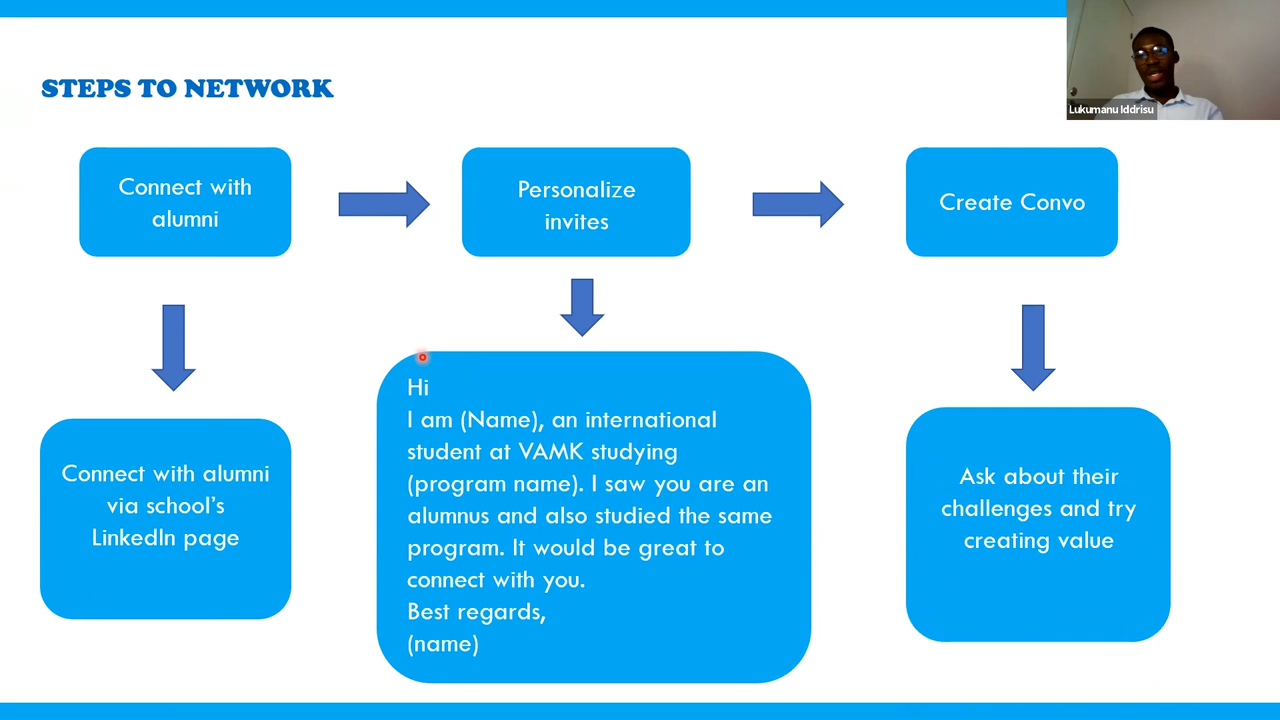 STEPS TO NETWORK
Lukumanu Iddrisu
Connect with
alumni
Personalize
invites
Create Convo
Connect with alumni
via school's
LinkedIn page
Hi
I am (Name), an international
student at VAMK studying
(program name). I saw you are an
alumnus and also studied the same
program. It would be great to
connect with you.
Best regards,
(name)
Ask about their
challenges and try
creating value